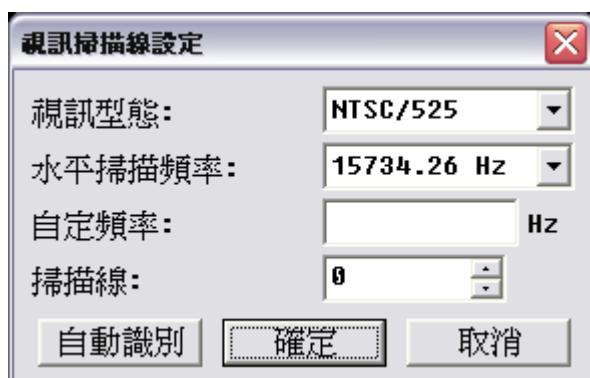 視訊掃描線設定
視訊型態: NTSC/525
水平掃描頻率: 15734.26 Hz
自定頻率: Hz
掃描線: 0
自動識別 確定 取消